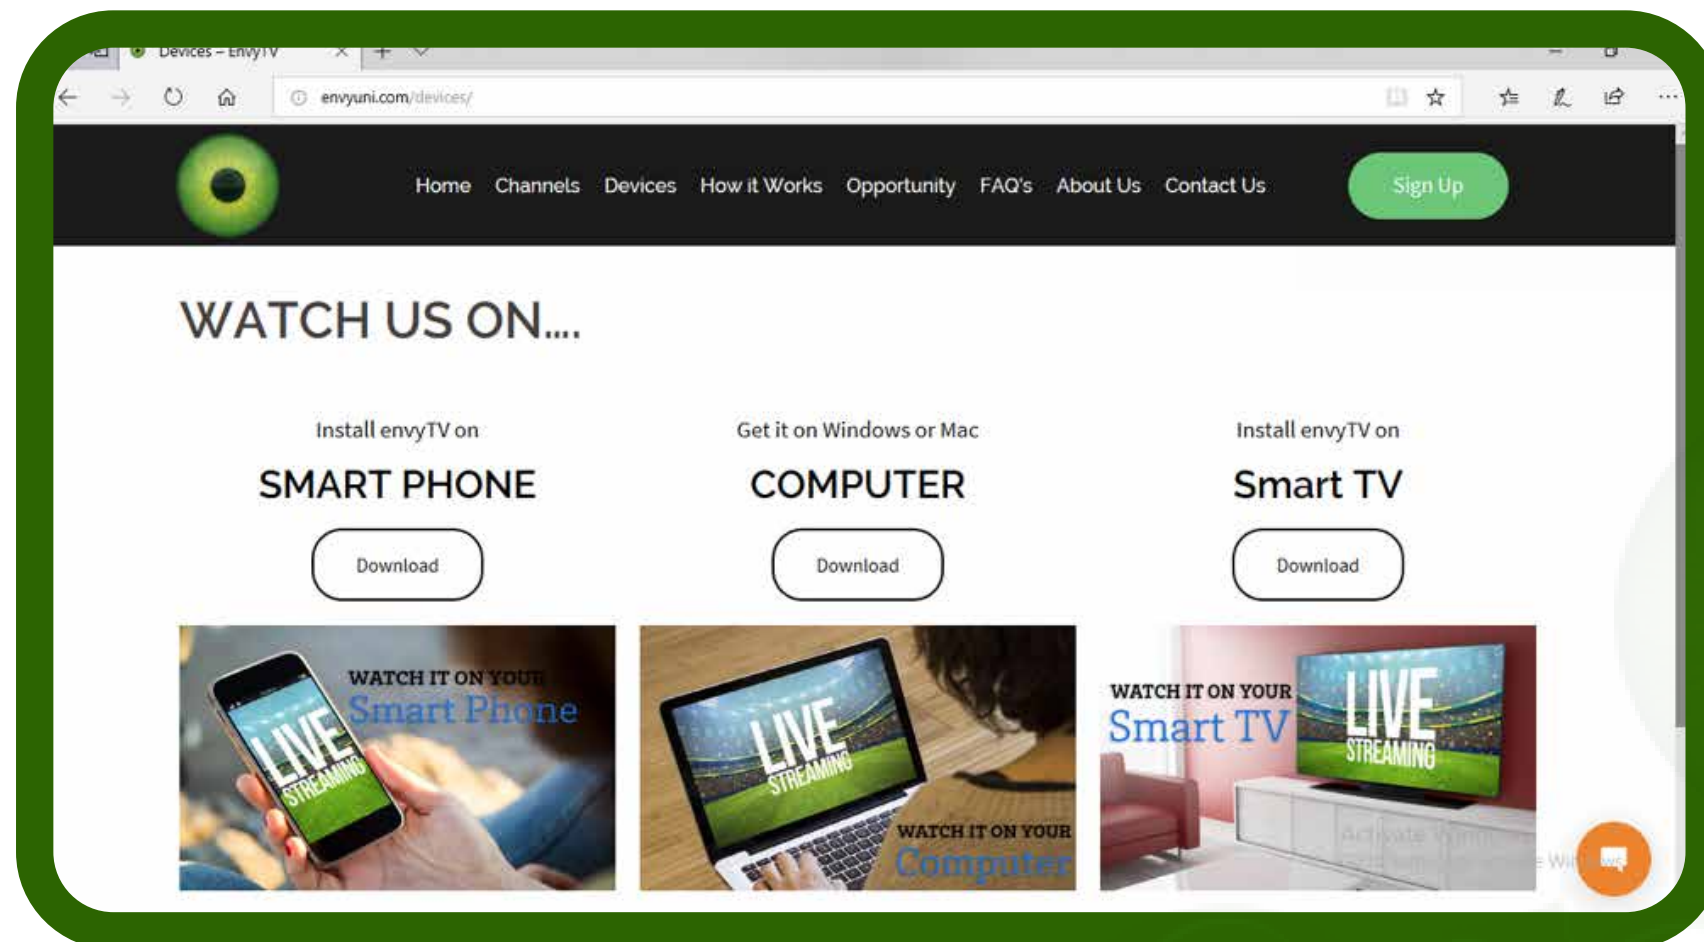 Devices – EnvyTV
envyuni.com/devices/
Home Channels Devices How it Works Opportunity FAQ's About Us Contact Us Sign Up
WATCH US ON....
Install envyTV on
SMART PHONE
Download
Get it on Windows or Mac
COMPUTER
Download
Install envyTV on
Smart TV
Download
WATCH IT ON YOUR
Smart Phone
LIVE
STREAMING
LIVE
STREAMING
WATCH IT ON YOUR
Computer
WATCH IT ON YOUR
Smart TV
LIVE
STREAMING
Activate